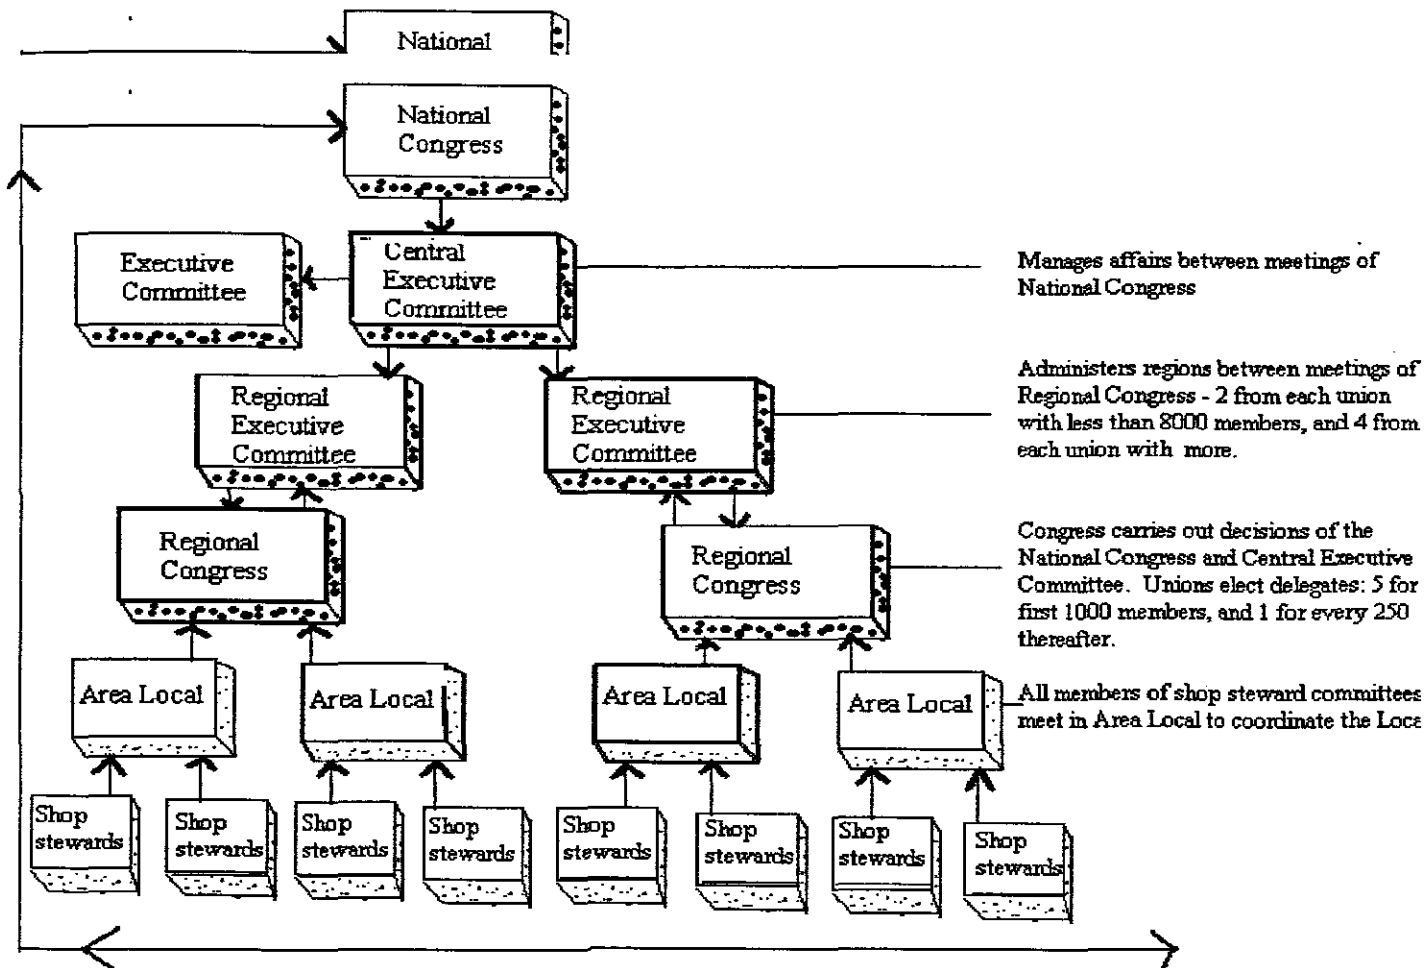 National
National
Congress
Executive
Committee
Central
Executive
Committee
Manages affairs between meetings of
National Congress
Regional
Executive
Committee
Regional
Executive
Committee
Administers regions between meetings of
Regional Congress - 2 from each union
with less than 8000 members, and 4 from
each union with more.
Regional
Congress
Regional
Congress
Congress carries out decisions of the
National Congress and Central Executive
Committee. Unions elect delegates: 5 for
first 1000 members, and 1 for every 250
thereafter.
Area Local
Area Local
Area Local
Area Local
All members of shop steward committees
meet in Area Local to coordinate the Loca
Shop
stewards
Shop
stewards
Shop
stewards
Shop
stewards
Shop
stewards
Shop
stewards
Shop
stewards
Shop
stewards